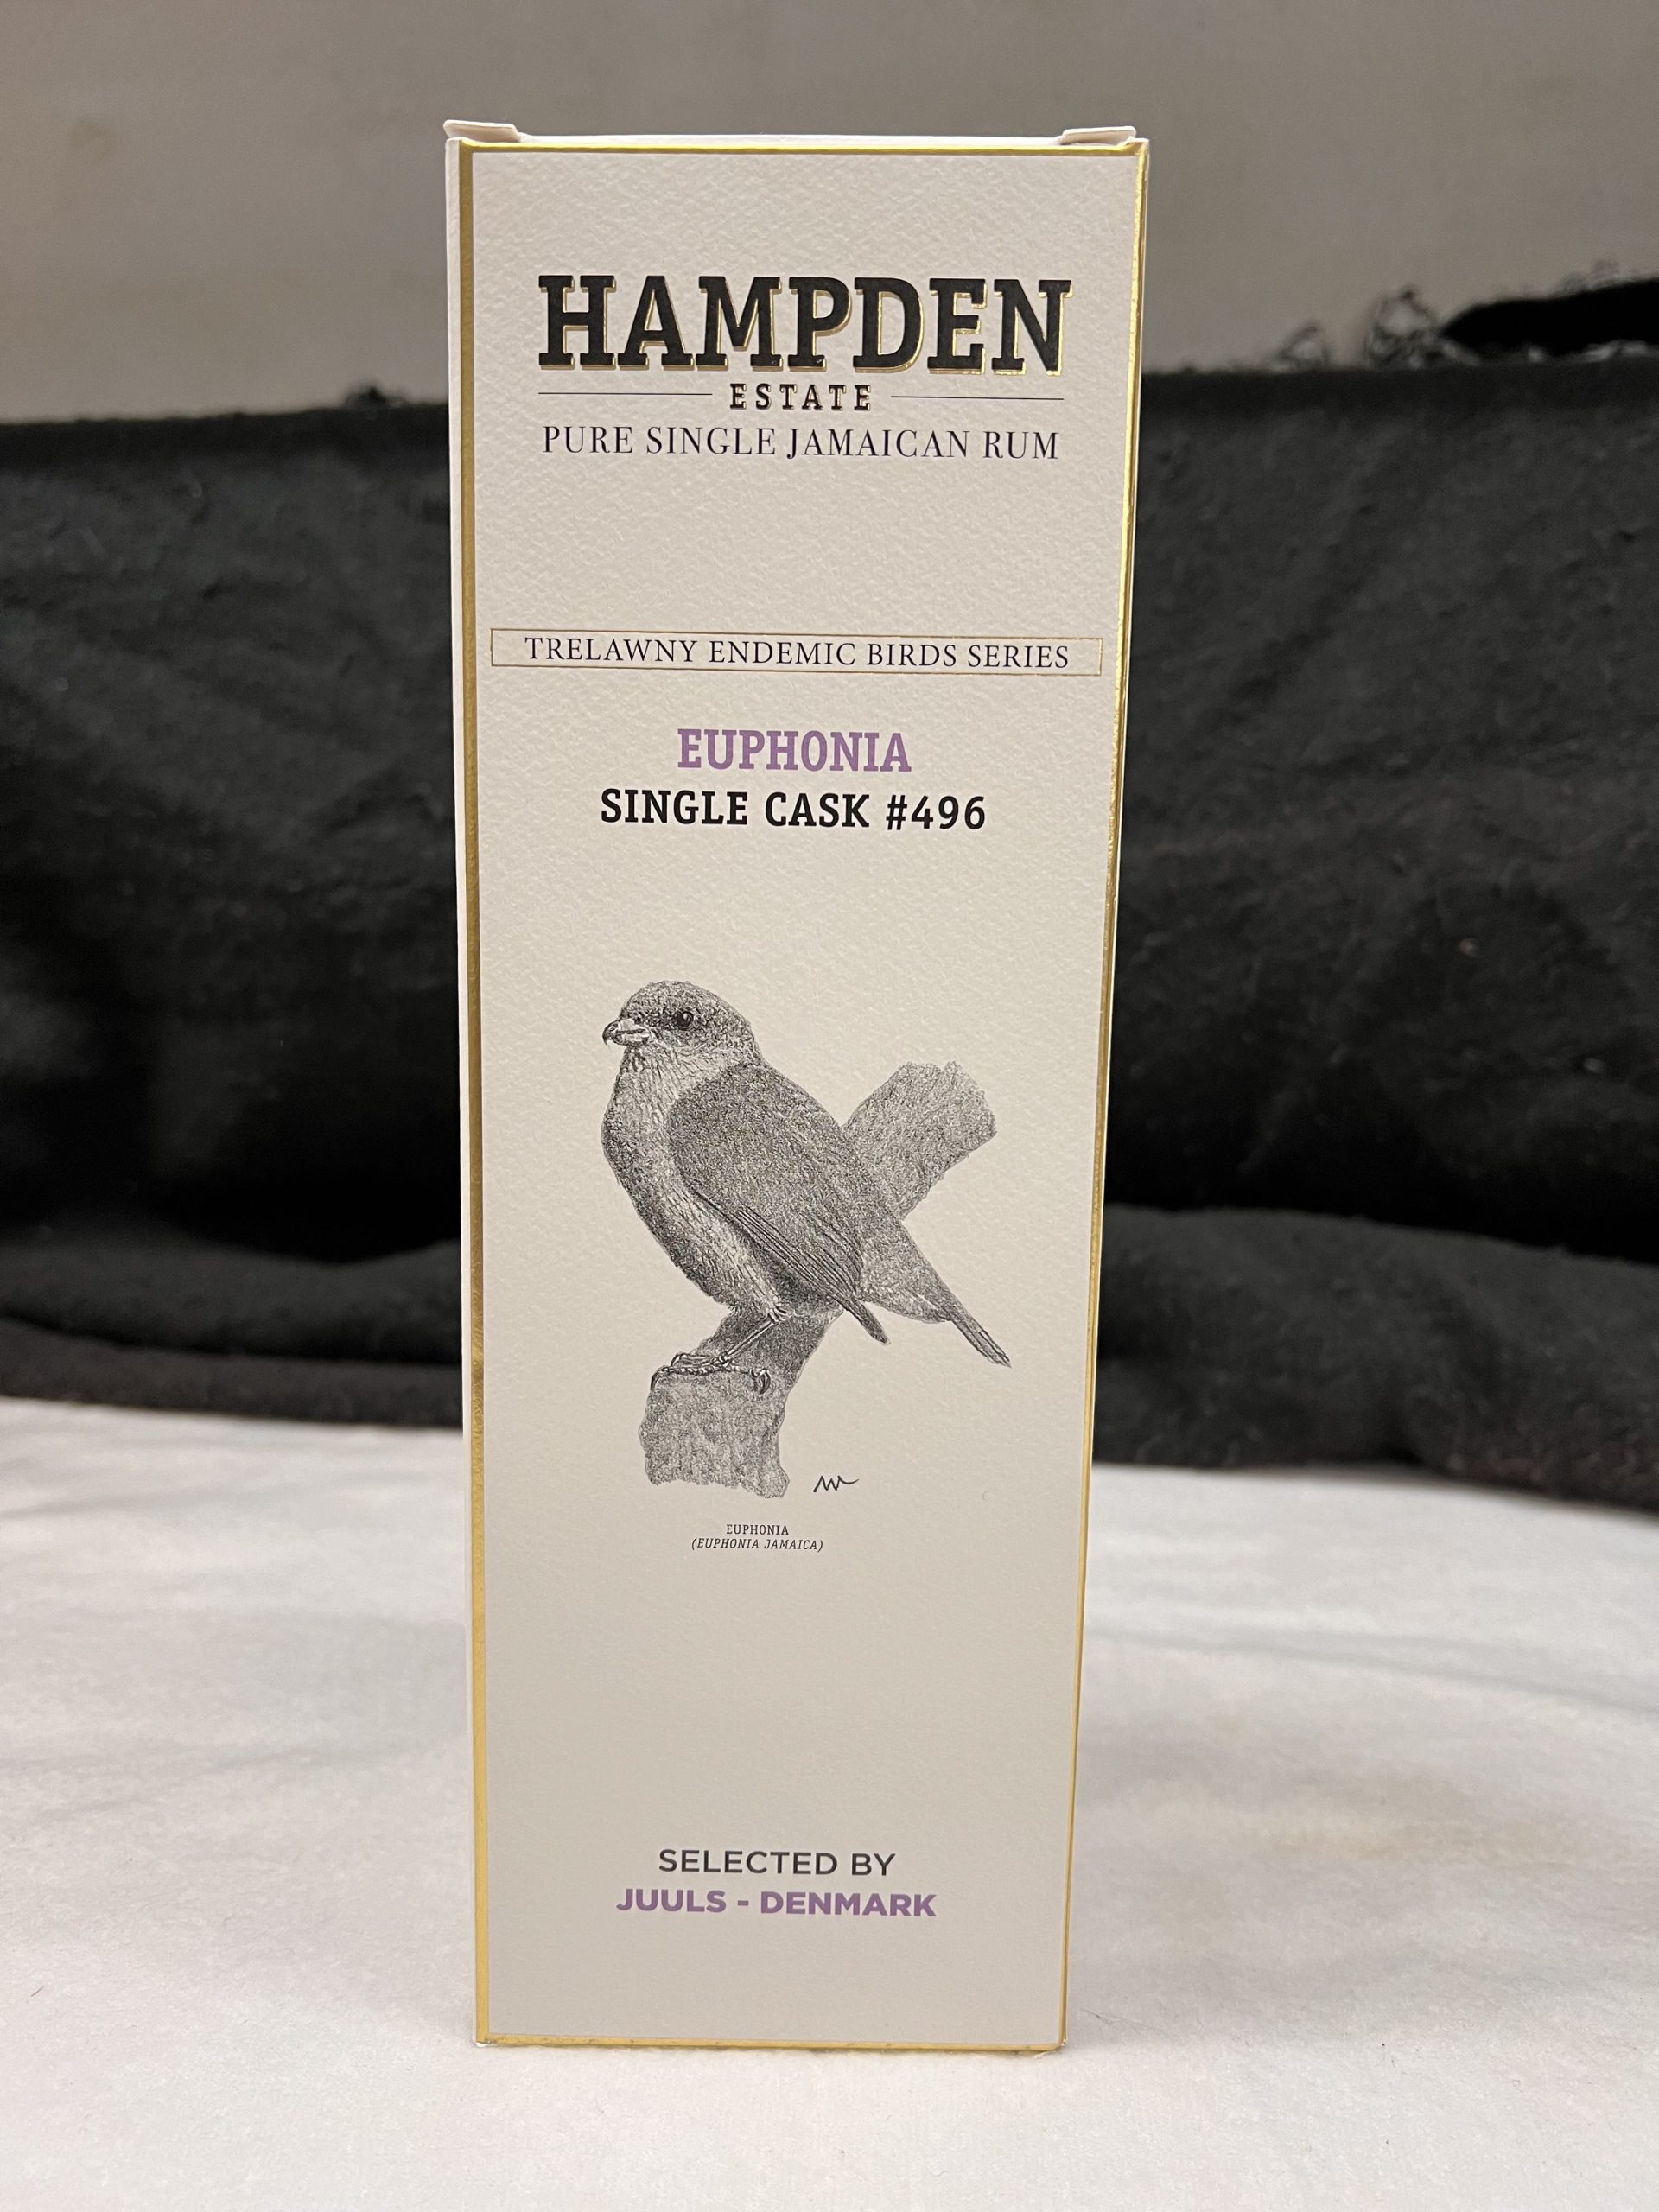 HAMPDEN
ESTATE
PURE SINGLE JAMAICAN RUM
TRELAWNY ENDEMIC BIRDS SERIES
EUPHONIA
SINGLE CASK #496
EUPHONIA
(EUPHONIA JAMAICA)
SELECTED BY
JUULS - DENMARK